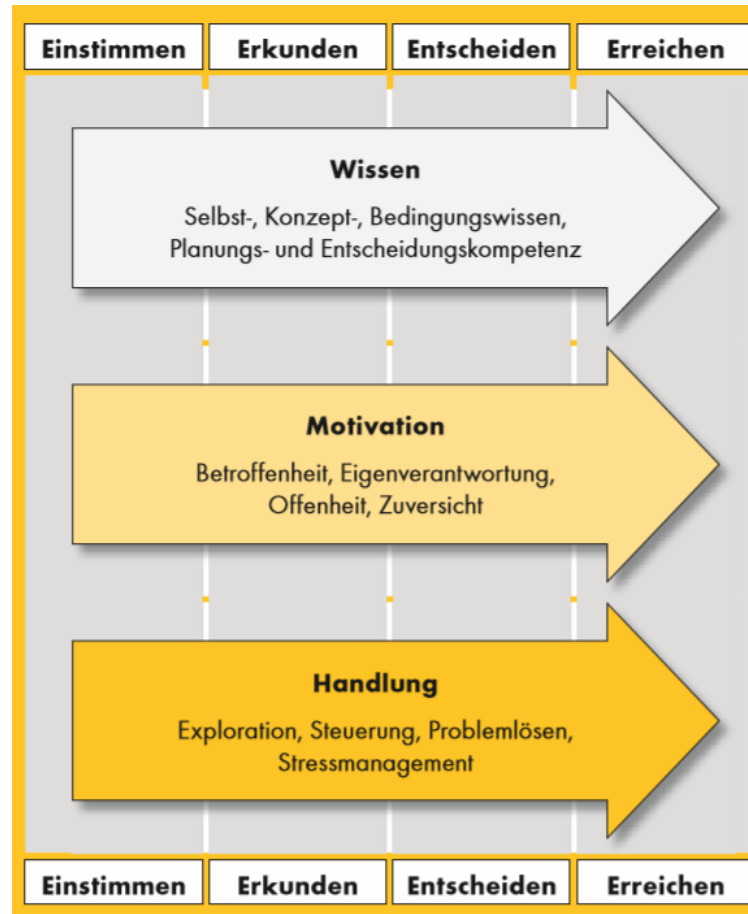 Einstimmen Erkunden Entscheiden Erreichen
Wissen
Selbst-, Konzept-, Bedingungswissen,
Planungs- und Entscheidungskompetenz
Motivation
Betroffenheit, Eigenverantwortung,
Offenheit, Zuversicht
Handlung
Exploration, Steuerung, Problemlösen,
Stressmanagement
Einstimmen Erkunden Entscheiden Erreichen